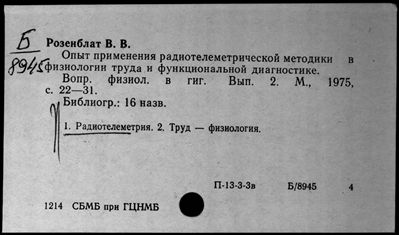 Б
8945
Розенблат В. В.
Опыт применения радиотелеметрической методики в
физиологии труда и функциональной диагностике.
Вопр. физиол. в гиг. Вып. 2. М., 1975,
с. 22—31.
Библиогр.: 16 назв.
1. Радиотелеметрия. 2. Труд — физиология.
П-13-3-3в Б/8945 4
1214 СБМБ при ГЦНМБ